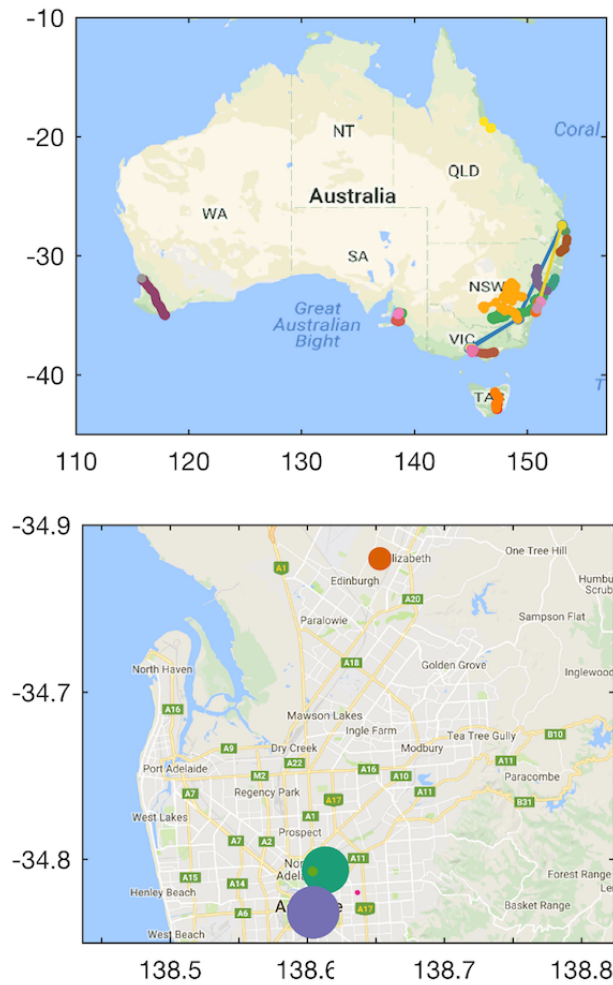 -10
Coral
-20
NT
QLD
Australia
WA
SA
-30
NSW
Great
Australian
Bight
VIC
-40
T
110 120 130 140 150
-34.9
One Tree Hill
A1
Edinburgh
A20
Paralowie
Sampson Flat
A18
North Haven
Golden Grove
-34.7
A16
Mawson Lakes
Ingle Farm
Tea Tree Gully
B10
A9
Dry Creek
Modbury
A11
Port Adelaide
A22
A16
M2
A10
Paracombe
A7
Regency Park
A11
A17
B31
A1
West Lakes
Prospect
A7
A2
-34.8
A11
Forest Range
A15
A14
Henley Beach
A17
Basket Range
A6
West Beach
138.5 138.6 138.7 138.8